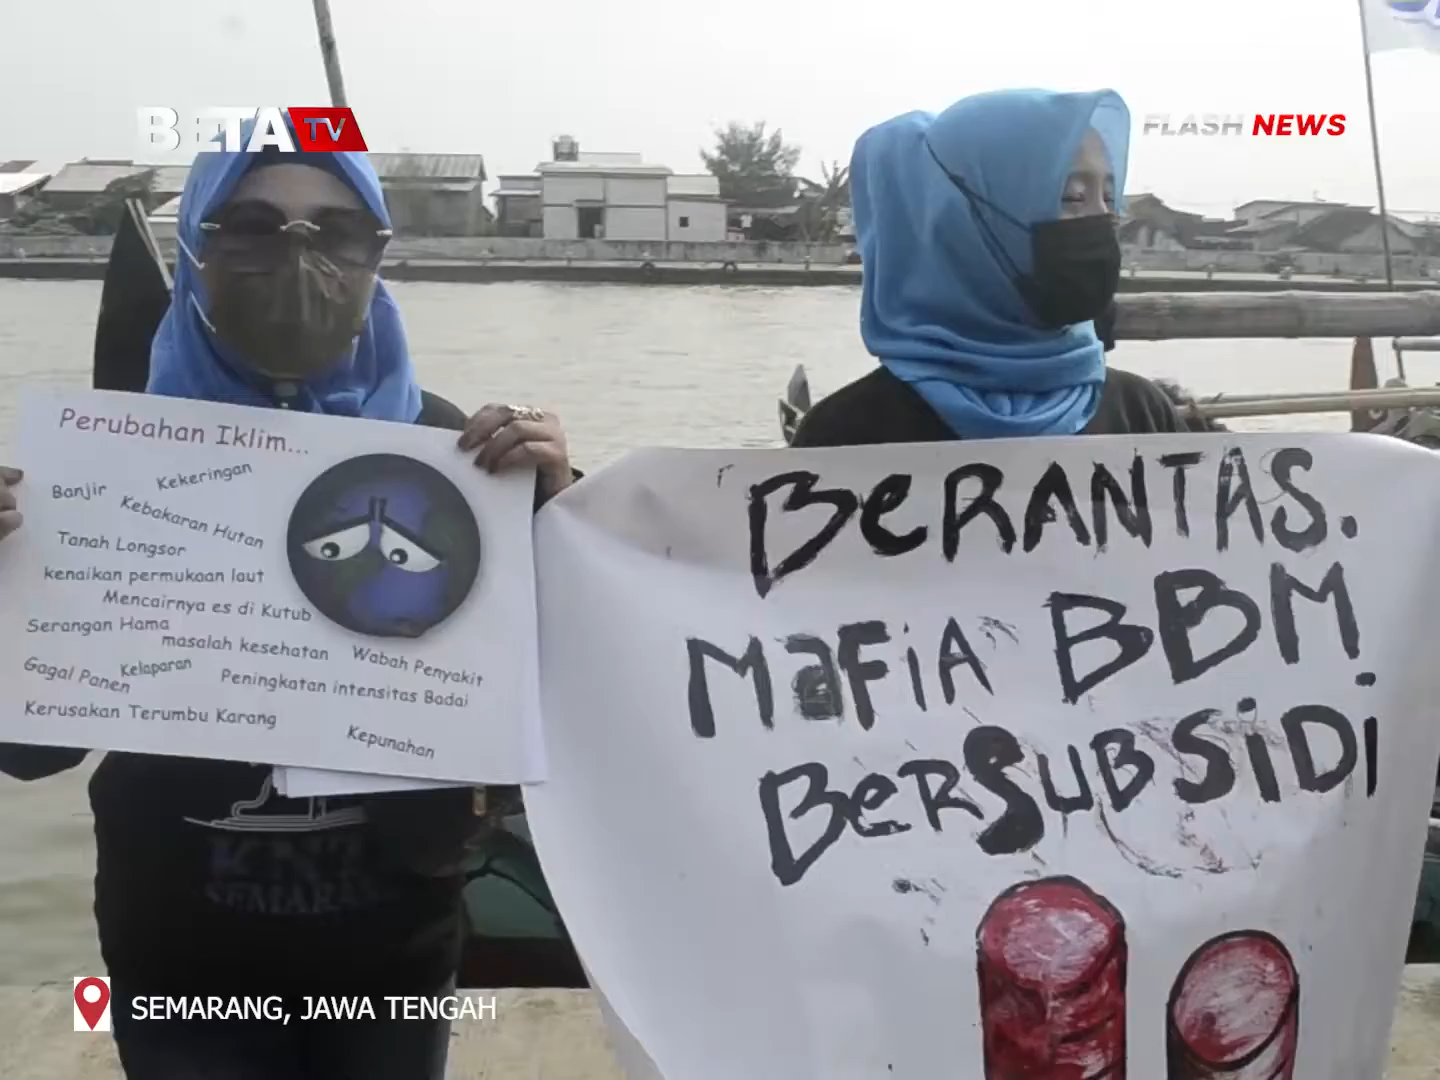 BETA TV
FLASH NEWS
Perubahan Iklim...
Kekeringan
Banjir
Kebakaran Hutan
Tanah Longsor
kenaikan permukaan laut
Mencairnya es di Kutub
Serangan Hama
masalah kesehatan
Wabah Penyakit
Gagal Panen
Kelaparan
Peningkatan intensitas Badai
Kerusakan Terumbu Karang
Kepunahan
BeRANTAS.
MaFiA BBM
BeRSUBSiDi
SEMARANG
SEMARANG, JAWA TENGAH